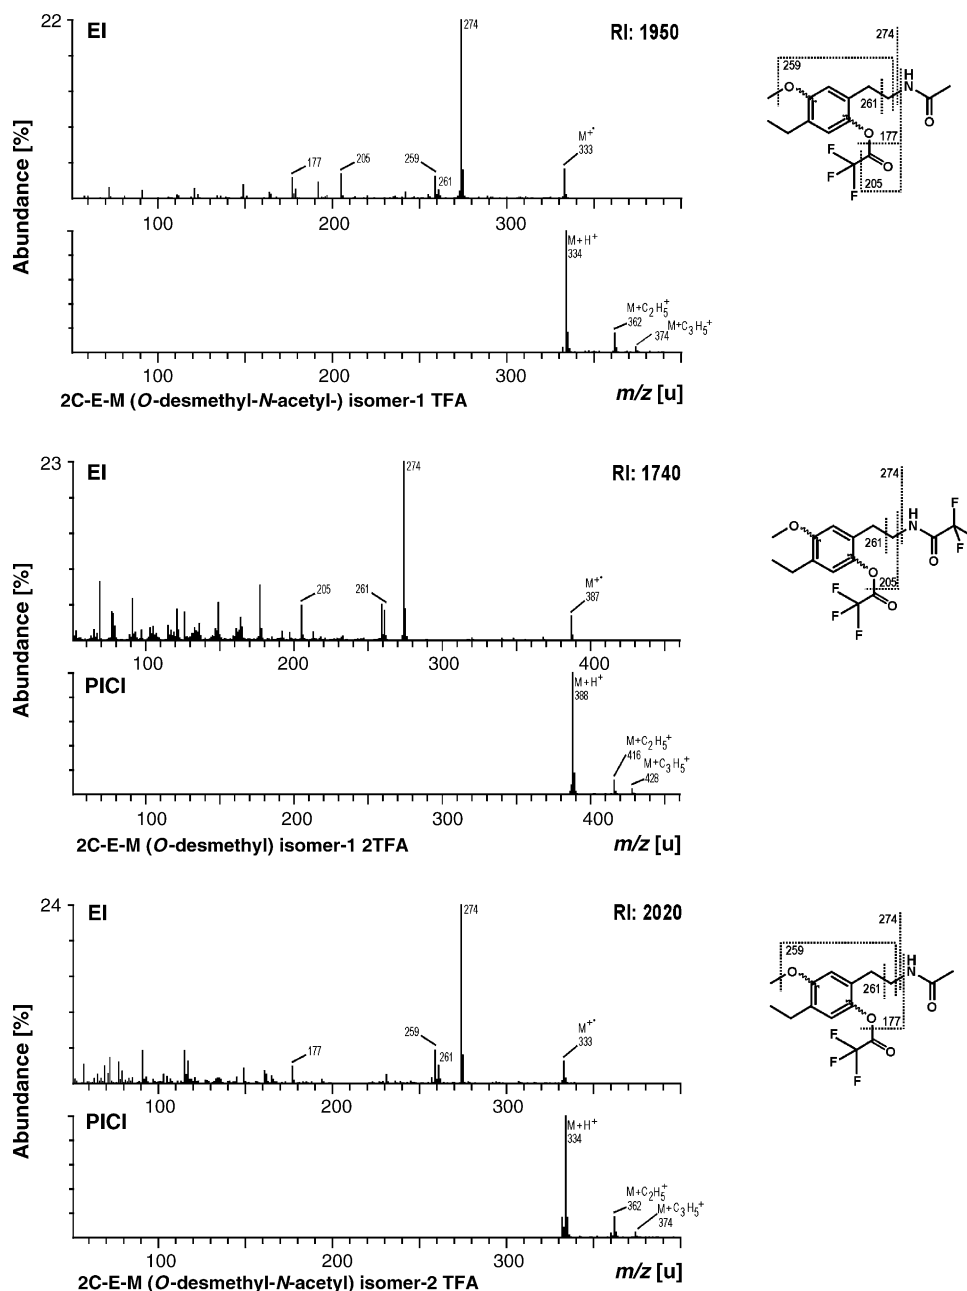 22
EI
RI: 1950
Abundance [%]
274
177
205
259
261
M+•
333
100
200
300
M+H+
334
M+C2H5+
362
M+C3H5+
374
100
200
300
m/z [u]
2C-E-M (O-desmethyl-N-acetyl-) isomer-1 TFA
274
259
O
H
N
261
O
177
O
F
O
F
F
205
23
EI
RI: 1740
Abundance [%]
274
205
261
M+•
387
100
200
300
400
PICI
M+H+
388
M+C2H5+
416
M+C3H5+
428
100
200
300
400
m/z [u]
2C-E-M (O-desmethyl) isomer-1 2TFA
274
F
H
N
O
F
261
O
O
205
F
F
O
F
24
EI
RI: 2020
Abundance [%]
274
177
259
261
M+•
333
100
200
300
PICI
M+H+
334
M+C2H5+
362
M+C3H5+
374
100
200
300
m/z [u]
2C-E-M (O-desmethyl-N-acetyl) isomer-2 TFA
274
259
O
H
N
261
O
O
177
F
F
O
F